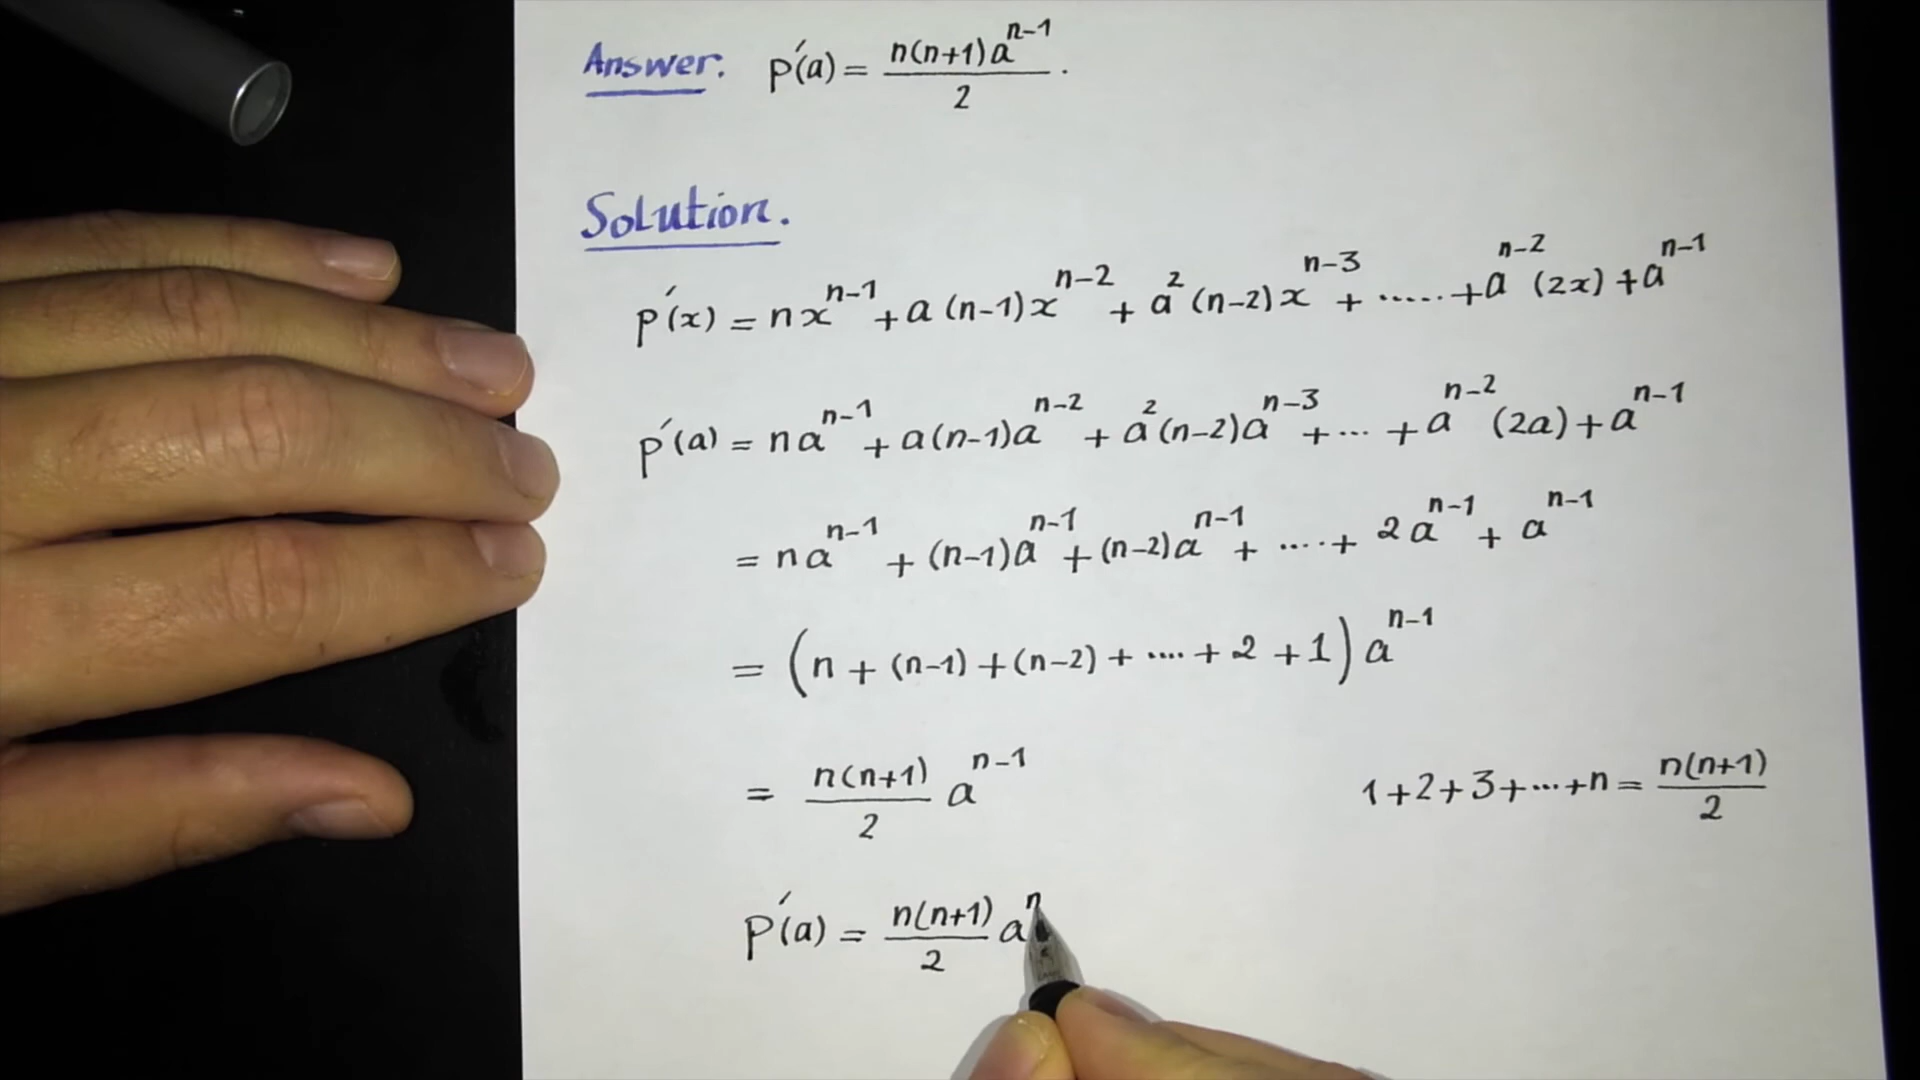 Answer. p′(a) = n(n+1)a^{n-1} / 2 .
Solution.
p′(x) = nx^{n-1} + a(n-1)x^{n-2} + a^2(n-2)x^{n-3} + ...... + a^{n-2}(2x) + a^{n-1}
p′(a) = na^{n-1} + a(n-1)a^{n-2} + a^2(n-2)a^{n-3} + ... + a^{n-2}(2a) + a^{n-1}
= na^{n-1} + (n-1)a^{n-1} + (n-2)a^{n-1} + ....+ 2a^{n-1} + a^{n-1}
= (n + (n-1) + (n-2) + .... + 2 + 1) a^{n-1}
= n(n+1)/2 a^{n-1}
1+2+3+...+n = n(n+1)/2
P′(a) = n(n+1)/2 a^n